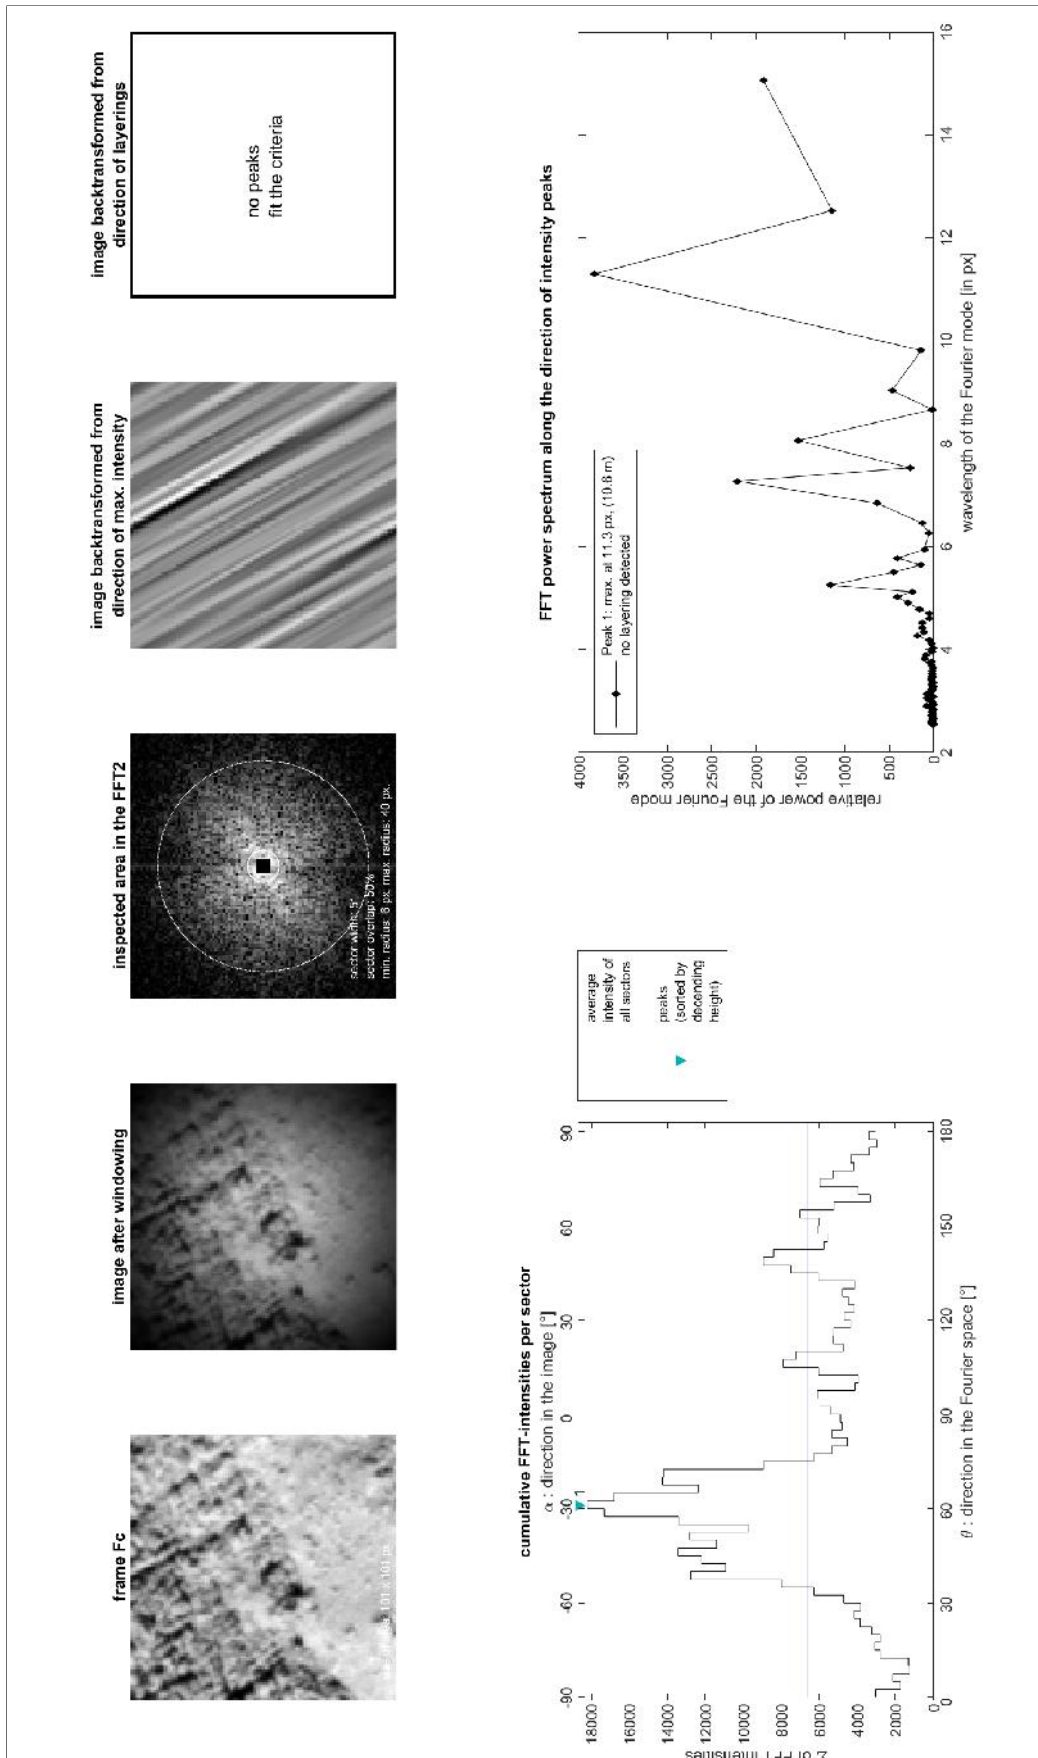 frame Fc
image after windowing
inspected area in the FFT2
image backtransformed from
direction of max. intensity
image backtransformed from
direction of layerings
101 x 101 px
sector width: 5°
sector overlap: 50%
min. radius: 6 px, max. radius: 40 px.
no peaks
fit the criteria
cumulative FFT-intensities per sector
α : direction in the image [°]
-90 -60 -30 0 30 60 90
1
18000
16000
14000
12000
10000
8000
6000
4000
2000
0
Σ of FFT intensities
0 30 60 90 120 150 180
θ : direction in the Fourier space [°]
average
intensity of
all sectors
peaks
(sorted by
decending
height)
FFT power spectrum along the direction of intensity peaks
Peak 1: max. at 11.3 px, (10.8 m)
no layering detected
4000
3500
3000
2500
2000
1500
1000
500
0
relative power of the Fourier mode
2 4 6 8 10 12 14 16
wavelength of the Fourier mode [in px]